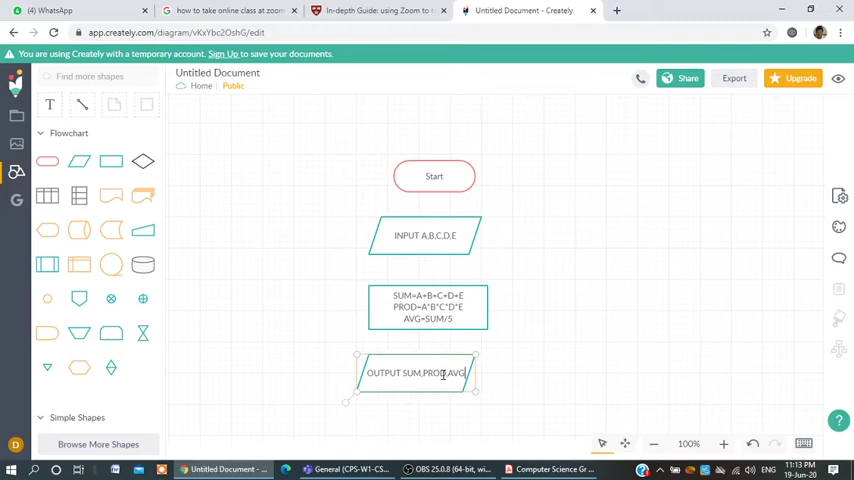 (4) WhatsApp
how to take online class at zoom
In-depth Guide: using Zoom to t
Untitled Document - Creately
app.creately.com/diagram/vKxYbc2OshG/edit
You are using Creately with a temporary account. Sign Up to save your documents.
Find more shapes
Untitled Document
Home
Public
Share
Export
Upgrade
T
Flowchart
Start
INPUT A,B,C,D,E
SUM=A+B+C+D+E
PROD=A*B*C*D*E
AVG=SUM/5
OUTPUT SUM,PROD,AVG
Simple Shapes
Browse More Shapes
D
100%
Untitled Document - ...
General (CPS-W1-CS...
OBS 25.0.8 (64-bit, wi...
Computer Science Gr ...
ENG
11:13 PM
19-Jun-20